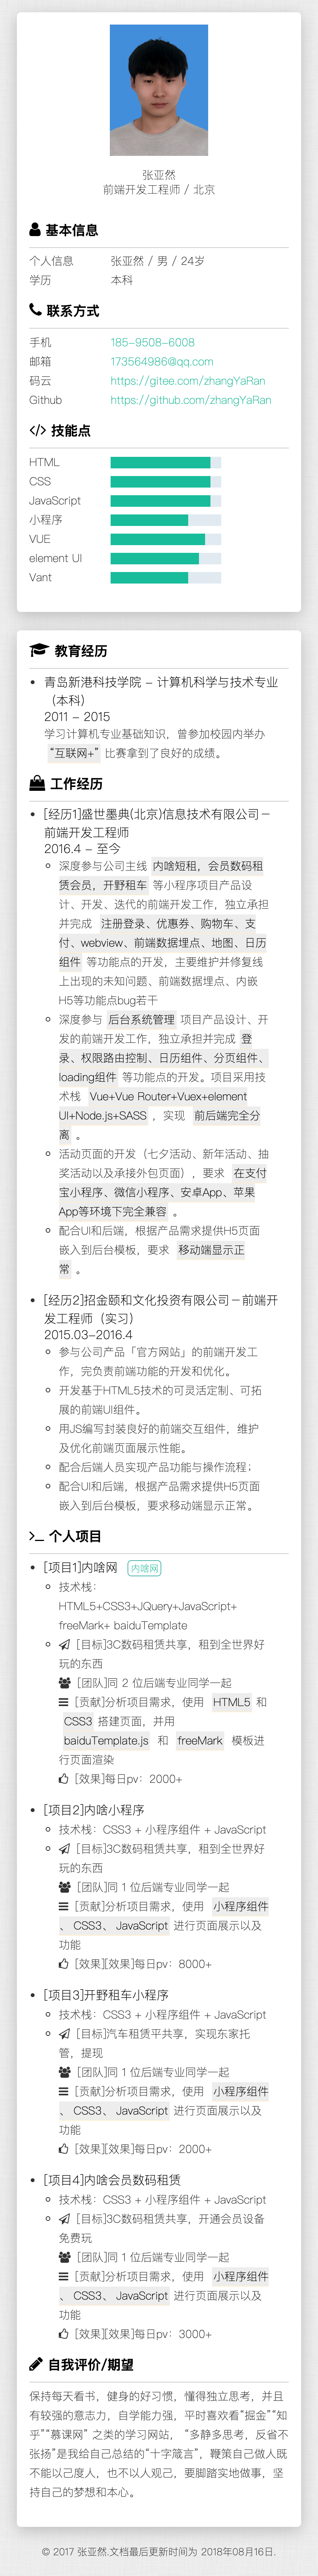 张亚然
前端开发工程师 / 北京
基本信息
个人信息 张亚然 / 男 / 24岁
学历 本科
联系方式
手机 185-9508-6008
邮箱 173564986@qq.com
码云 https://gitee.com/zhangYaRan
Github https://github.com/zhangYaRan
技能点
HTML
CSS
JavaScript
小程序
VUE
element UI
Vant
教育经历
青岛新港科技学院 - 计算机科学与技术专业
（本科）
2011 - 2015
学习计算机专业基础知识，曾参加校园内举办
“互联网+” 比赛拿到了良好的成绩。
工作经历
[经历1]盛世墨典(北京)信息技术有限公司-
前端开发工程师
2016.4 - 至今
深度参与公司主线 内啥短租，会员数码租
赁会员，开野租车 等小程序项目产品设
计、开发、迭代的前端开发工作，独立承担
并完成 注册登录、优惠券、购物车、支
付、webview、前端数据埋点、地图、日历
组件 等功能点的开发，主要维护并修复线
上出现的未知问题、前端数据埋点、内嵌
H5等功能点bug若干
深度参与 后台系统管理 项目产品设计、开
发的前端开发工作，独立承担并完成 登
录、权限路由控制、日历组件、分页组件、
loading组件 等功能点的开发。项目采用技
术栈 Vue+Vue Router+Vuex+element
UI+Node.js+SASS ，实现 前后端完全分
离 。
活动页面的开发（七夕活动、新年活动、抽
奖活动以及承接外包页面），要求 在支付
宝小程序、微信小程序、安卓App、苹果
App等环境下完全兼容 。
配合UI和后端，根据产品需求提供H5页面
嵌入到后台模板，要求 移动端显示正
常 。
[经历2]招金颐和文化投资有限公司-前端开
发工程师（实习）
2015.03-2016.4
参与公司产品「官方网站」的前端开发工
作，完负责前端功能的开发和优化。
开发基于HTML5技术的可灵活定制、可拓
展的前端UI组件。
用JS编写封装良好的前端交互组件，维护
及优化前端页面展示性能。
配合后端人员实现产品功能与操作流程；
配合UI和后端，根据产品需求提供H5页面
嵌入到后台模板，要求移动端显示正常。
个人项目
[项目1]内啥网 内啥网
技术栈：
HTML5+CSS3+JQuery+JavaScript+
freeMark+ baiduTemplate
[目标]3C数码租赁共享，租到全世界好
玩的东西
[团队]同 2 位后端专业同学一起
[贡献]分析项目需求，使用 HTML5 和
CSS3 搭建页面，并用
baiduTemplate.js 和 freeMark 模板进
行页面渲染
[效果]每日pv：2000+
[项目2]内啥小程序
技术栈：CSS3 + 小程序组件 + JavaScript
[目标]3C数码租赁共享，租到全世界好
玩的东西
[团队]同 1 位后端专业同学一起
[贡献]分析项目需求，使用 小程序组件
、 CSS3、 JavaScript 进行页面展示以及
功能
[效果][效果]每日pv：8000+
[项目3]开野租车小程序
技术栈：CSS3 + 小程序组件 + JavaScript
[目标]汽车租赁平共享，实现东家托
管，提现
[团队]同 1 位后端专业同学一起
[贡献]分析项目需求，使用 小程序组件
、 CSS3、 JavaScript 进行页面展示以及
功能
[效果][效果]每日pv：2000+
[项目4]内啥会员数码租赁
技术栈：CSS3 + 小程序组件 + JavaScript
[目标]3C数码租赁共享，开通会员设备
免费玩
[团队]同 1 位后端专业同学一起
[贡献]分析项目需求，使用 小程序组件
、 CSS3、 JavaScript 进行页面展示以及
功能
[效果][效果]每日pv：3000+
自我评价/期望
保持每天看书，健身的好习惯，懂得独立思考，并且
有较强的意志力，自学能力强，平时喜欢看“掘金”“知
乎”“慕课网” 之类的学习网站， “多静多思考，反省不
张扬”是我给自己总结的“十字箴言”，鞭策自己做人既
不能以己度人，也不以人观己，要脚踏实地做事，坚
持自己的梦想和本心。
© 2017 张亚然.文档最后更新时间为 2018年08月16日.